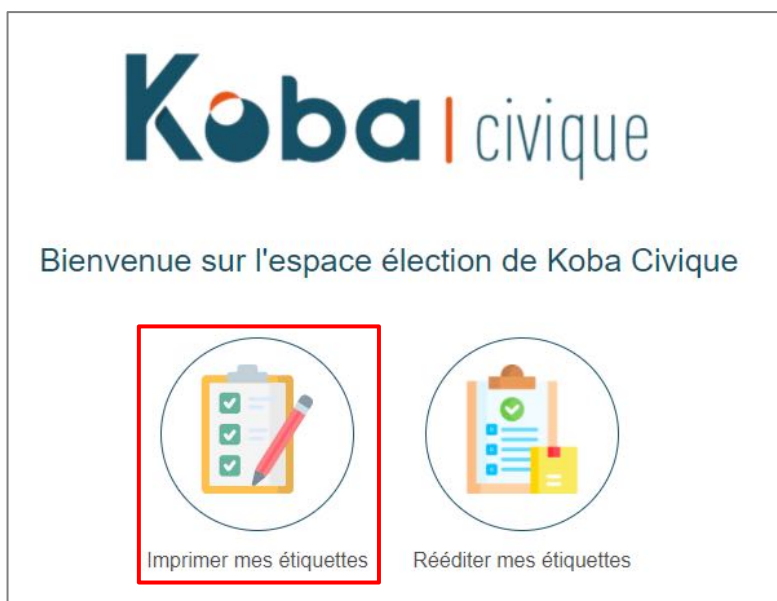 Koba | civique
Bienvenue sur l'espace élection de Koba Civique
Imprimer mes étiquettes
Rééditer mes étiquettes